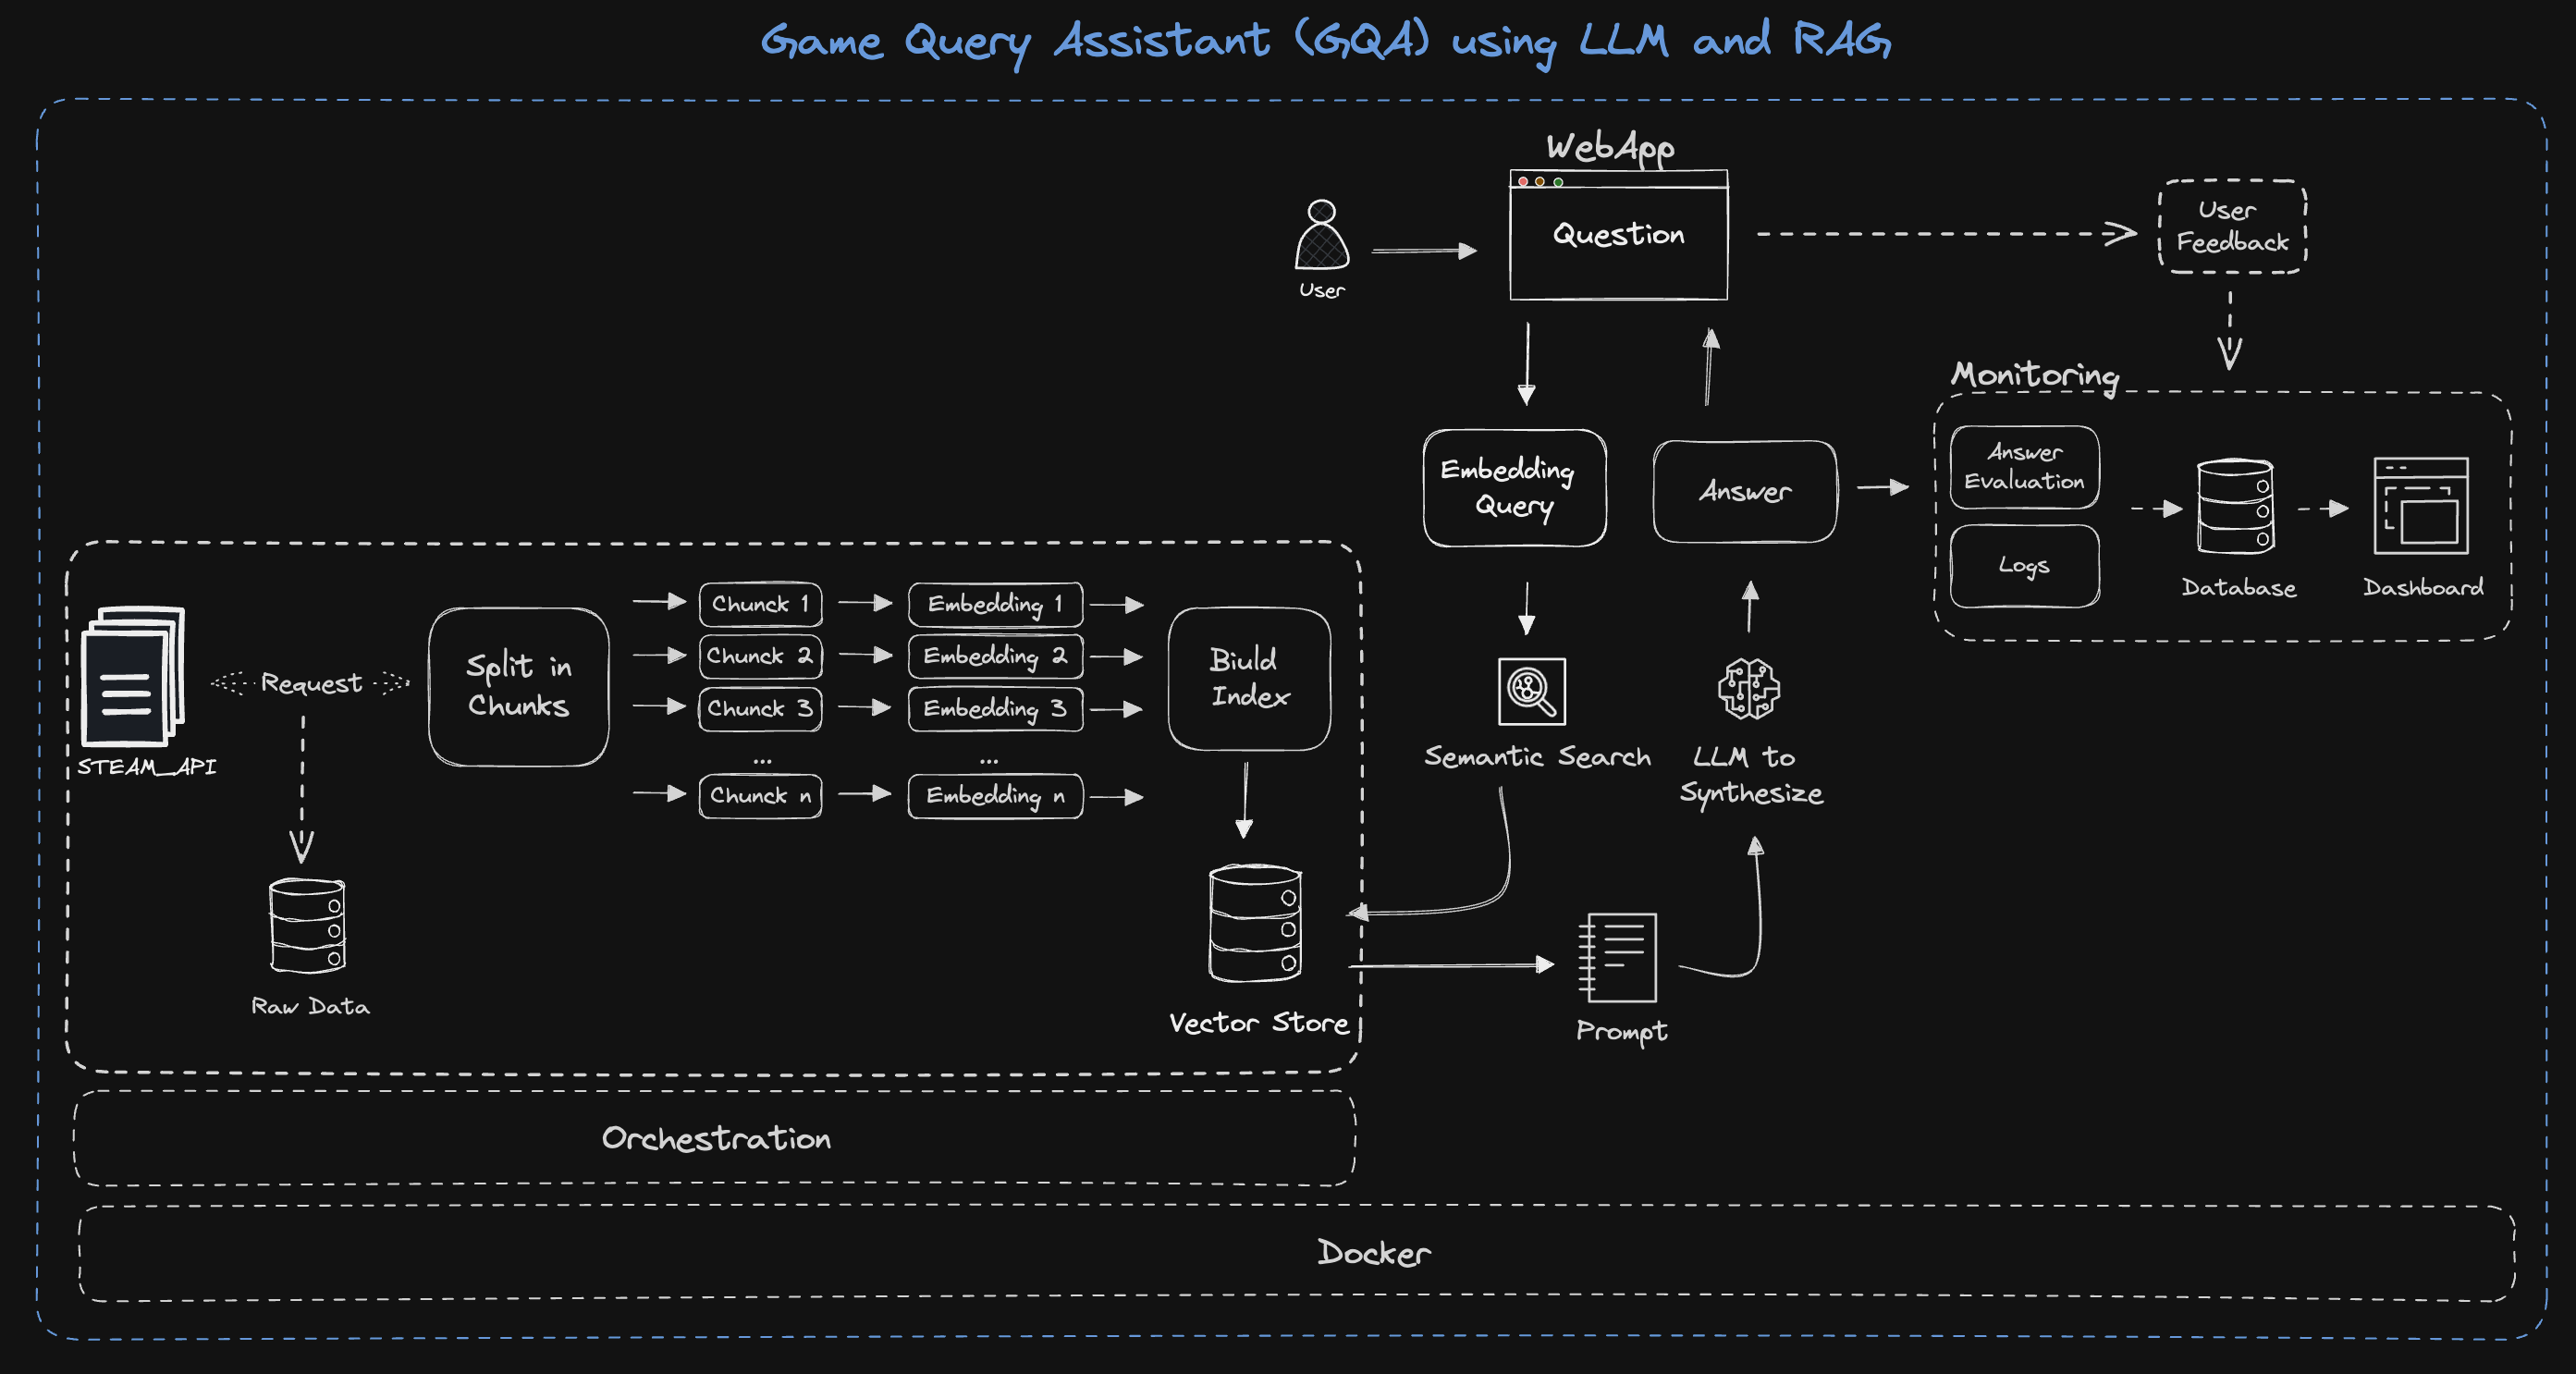 Game Query Assistant (GQA) using LLM and RAG
WebApp
Question
User
User
Feedback
Monitoring
Answer
Evaluation
Logs
Database
Dashboard
Embedding
Query
Answer
Semantic Search
LLM to
Synthesize
STEAM_API
Request
Raw Data
Split in
Chunks
Chunck 1
Embedding 1
Chunck 2
Embedding 2
Chunck 3
Embedding 3
...
...
Chunck n
Embedding n
Biuld
Index
Vector Store
Prompt
Orchestration
Docker